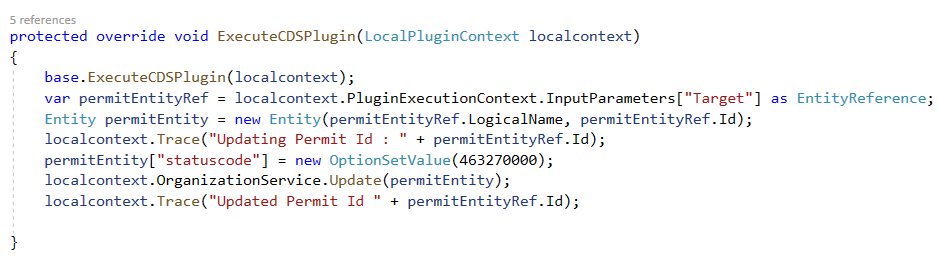 5 references
protected override void ExecuteCDSPlugin(LocalPluginContext localcontext)
{
base.ExecuteCDSPlugin(localcontext);
var permitEntityRef = localcontext.PluginExecutionContext.InputParameters["Target"] as EntityReference;
Entity permitEntity = new Entity(permitEntityRef.LogicalName, permitEntityRef.Id);
localcontext.Trace("Updating Permit Id : " + permitEntityRef.Id);
permitEntity["statuscode"] = new OptionSetValue(463270000);
localcontext.OrganizationService.Update(permitEntity);
localcontext.Trace("Updated Permit Id " + permitEntityRef.Id);
}